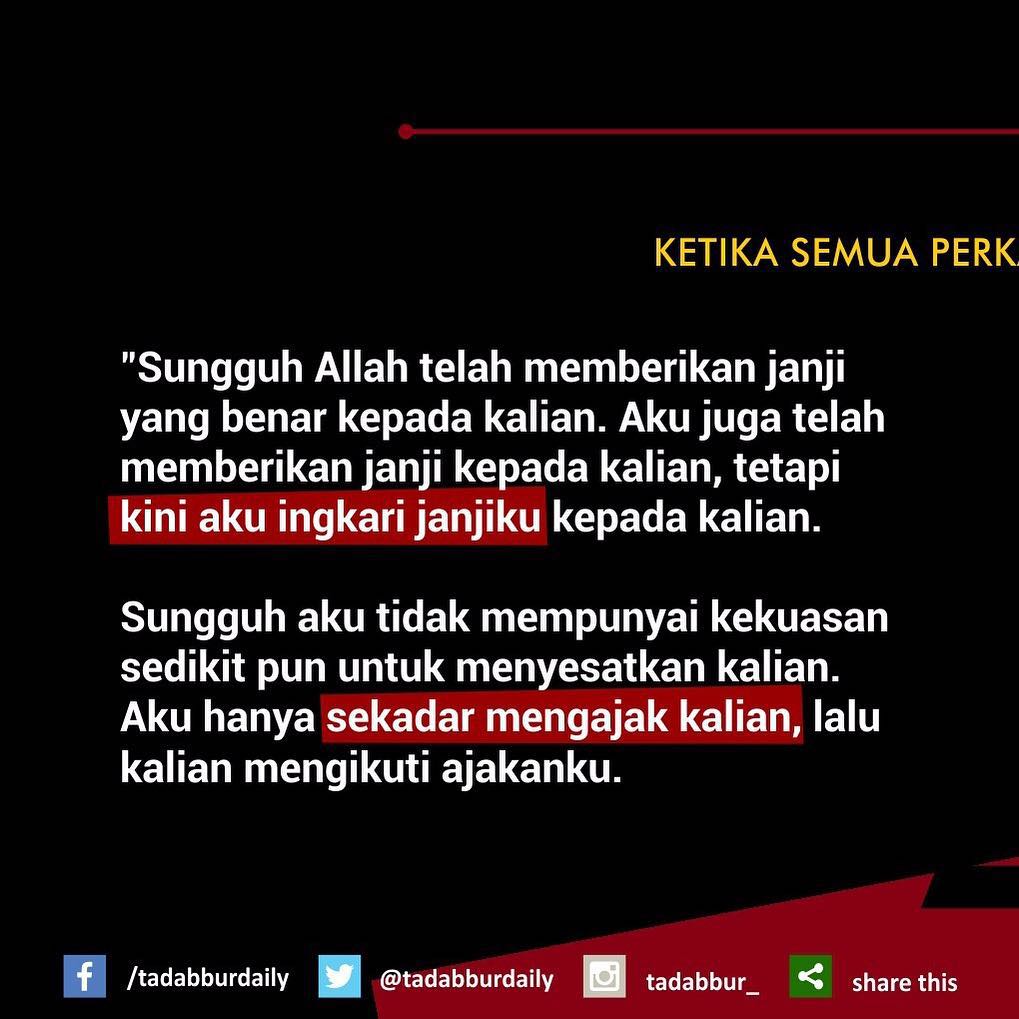 KETIKA SEMUA
"Sungguh Allah telah memberikan janji
yang benar kepada kalian. Aku juga telah
memberikan janji kepada kalian, tetapi
kini aku ingkari janjiku kepada kalian.
Sungguh aku tidak mempunyai kekuasan
sedikit pun untuk menyesatkan kalian.
Aku hanya sekadar mengajak kalian, lalu
kalian mengikuti ajakanku.
/tadabburdaily @tadabburdaily tadabbur_ share this